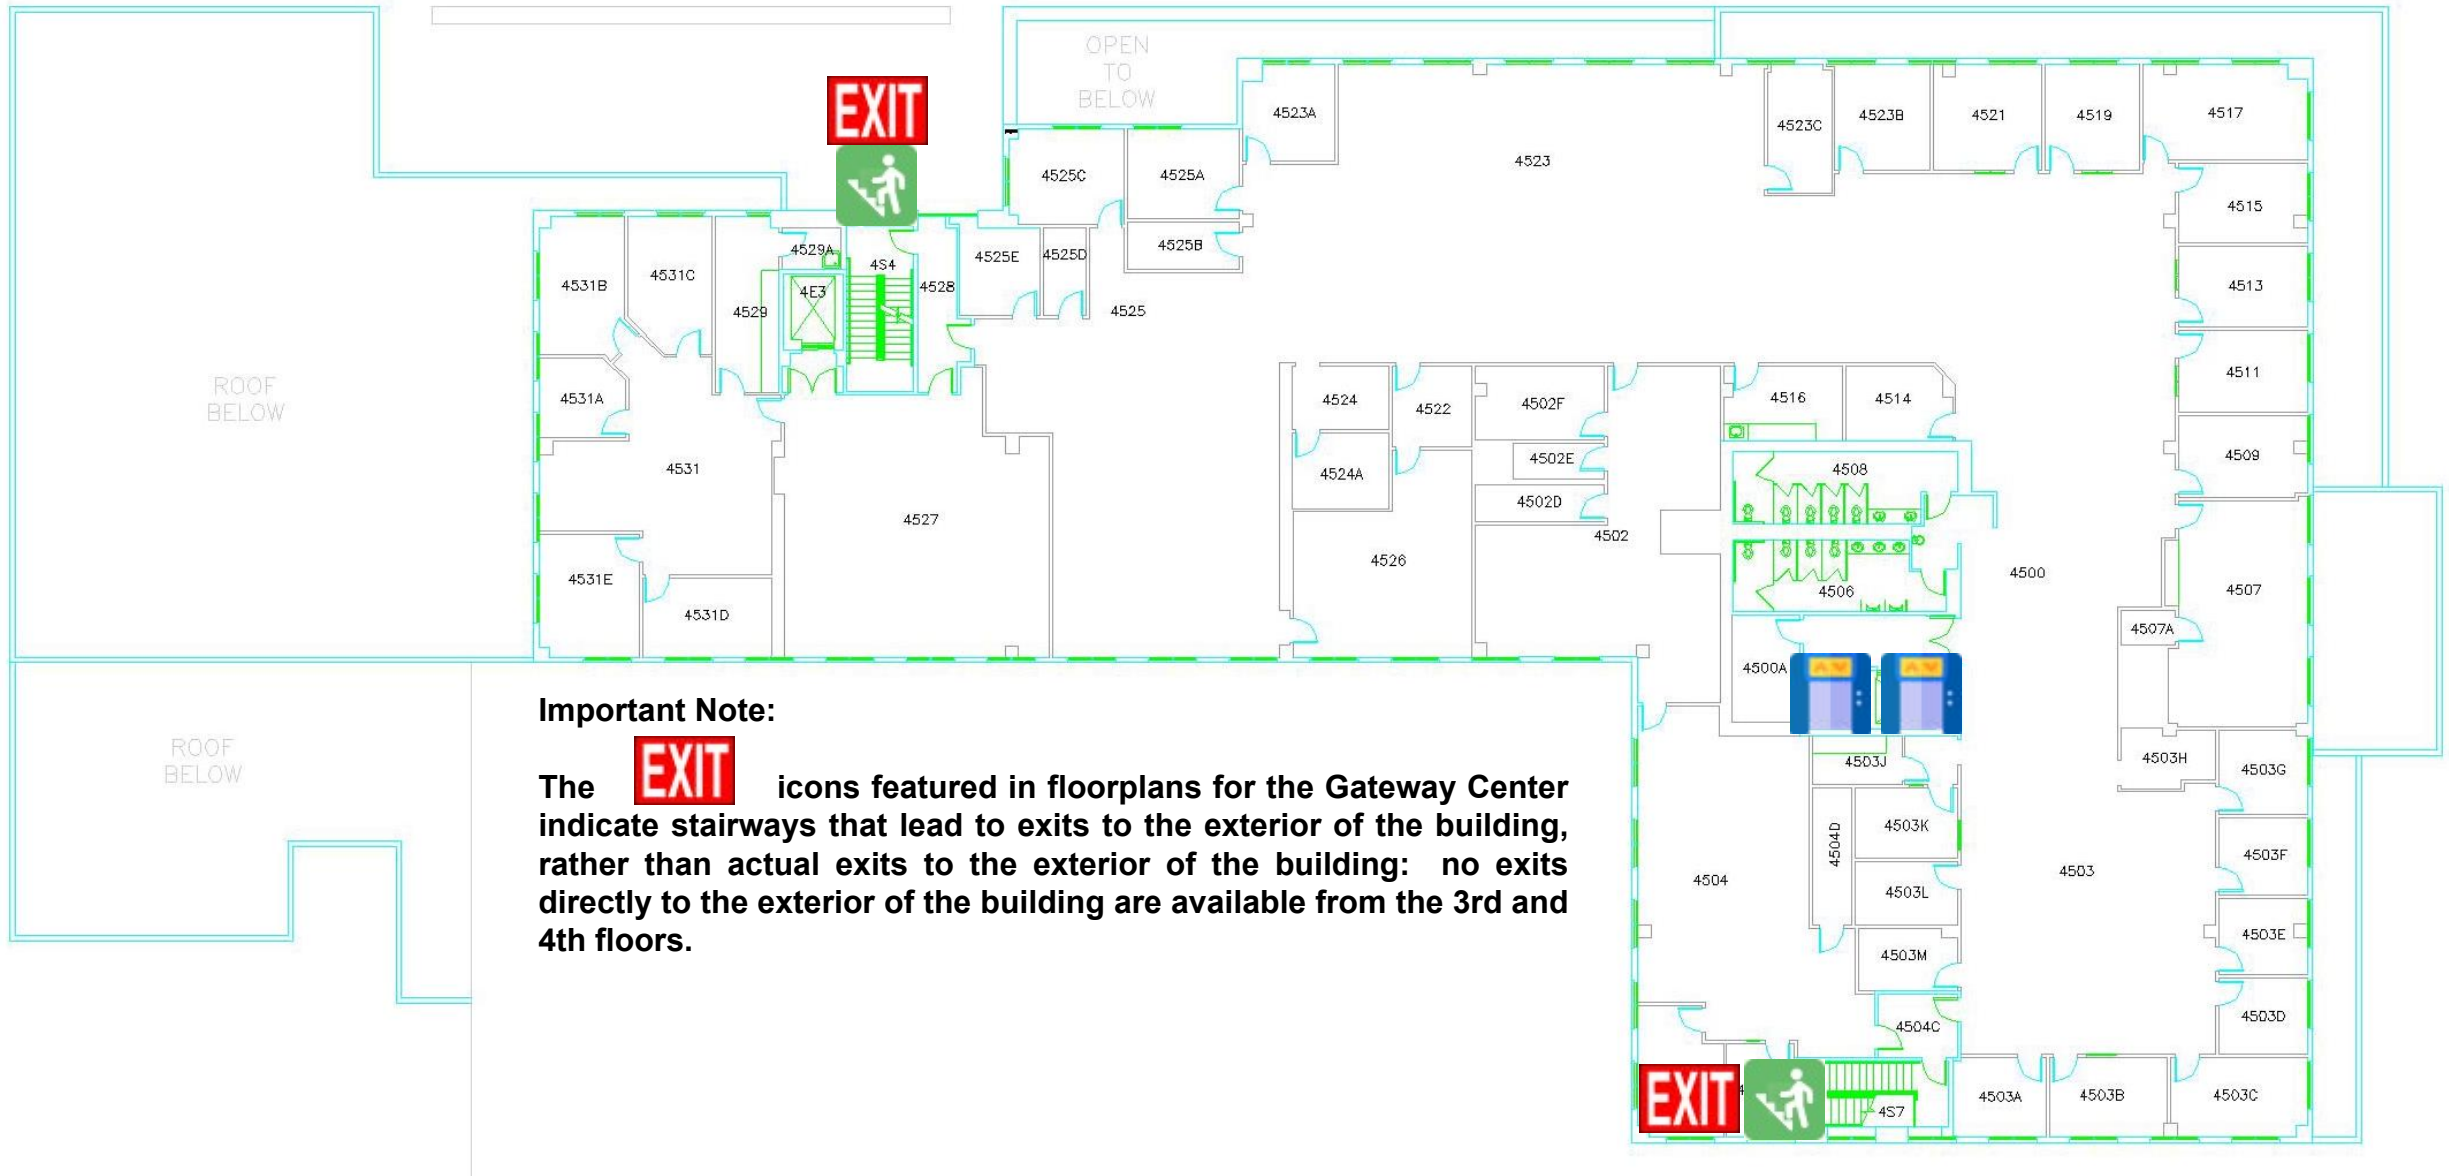 OPEN
TO
BELOW
EXIT
4523A
4523C
4523B
4521
4519
4517
4525C
4525A
4523
4515
4529A
4525B
4525E
4525D
4S4
4531B
4531C
4E3
4528
4513
4529
4525
4511
ROOF
BELOW
4531A
4524
4522
4502F
4516
4514
4509
4531
4524A
4502E
4508
4502D
4527
4502
4526
4500
4531E
4506
4507
4531D
4507A
4500A
Important Note:
ROOF
BELOW
4503J
4503H
4503G
The EXIT icons featured in floorplans for the Gateway Center
indicate stairways that lead to exits to the exterior of the building,
rather than actual exits to the exterior of the building: no exits
directly to the exterior of the building are available from the 3rd and
4th floors.
4503K
4504D
4503F
4503
4504
4503L
4503E
4503M
4503D
4504C
EXIT
4S7
4503A
4503B
4503C